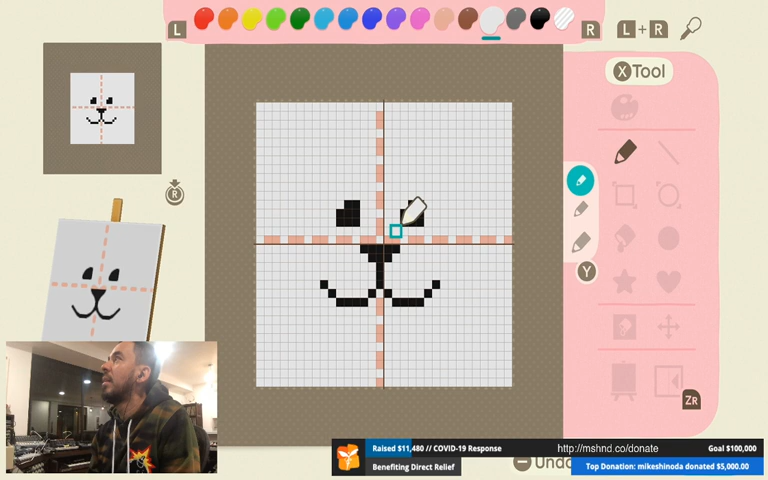 L
R
L + R
X Tool
R
Y
ZR
Raised $11,480 // COVID-19 Response
http://mshnd.co/donate
Goal $100,000
Benefiting Direct Relief
Undo
Top Donation: mikeshinoda donated $5,000.00